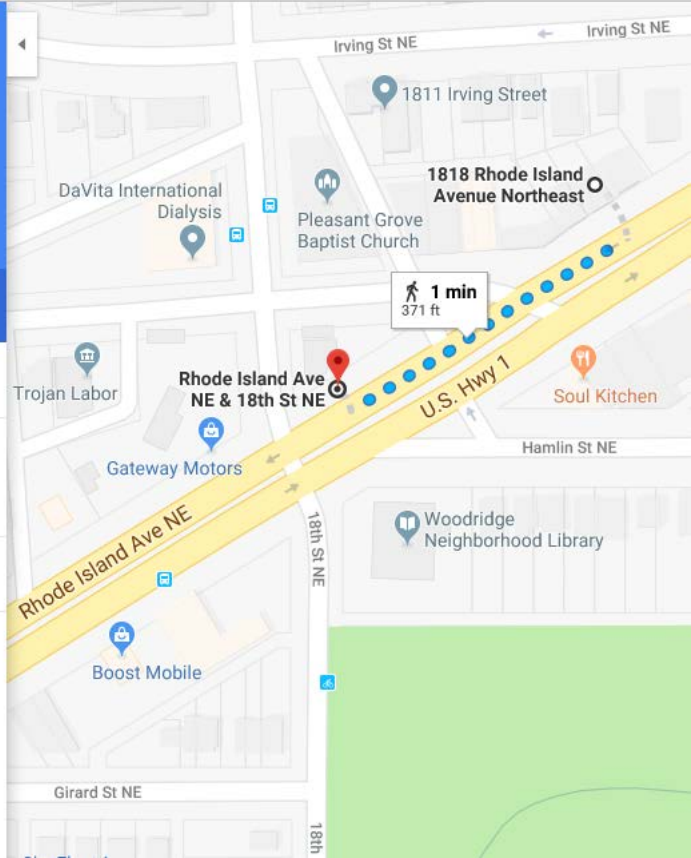 Irving St NE
Irving St NE
1811 Irving Street
1818 Rhode Island
Avenue Northeast
DaVita International
Dialysis
Pleasant Grove
Baptist Church
1 min
371 ft
Trojan Labor
Rhode Island Ave
NE & 18th St NE
U.S. Hwy 1
Soul Kitchen
Gateway Motors
Hamlin St NE
Rhode Island Ave NE
18th St NE
Woodridge
Neighborhood Library
Boost Mobile
Girard St NE
18th